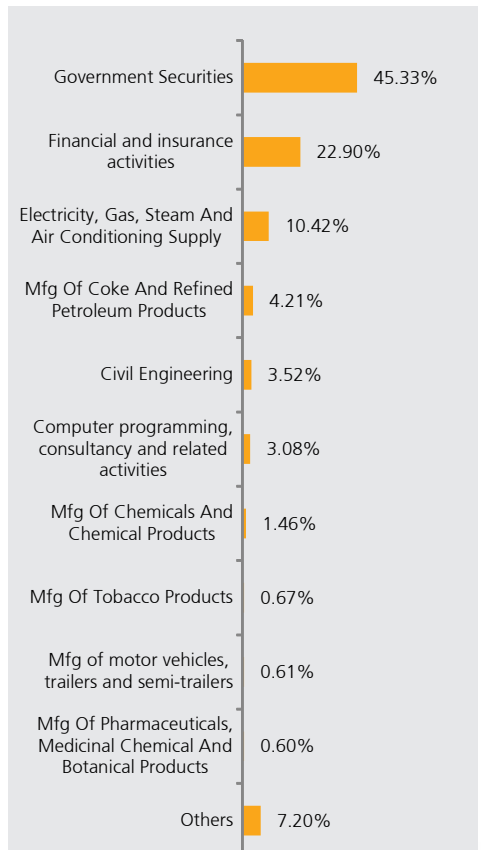 Government Securities
45.33%
Financial and insurance
activities
22.90%
Electricity, Gas, Steam And
Air Conditioning Supply
10.42%
Mfg Of Coke And Refined
Petroleum Products
4.21%
Civil Engineering
3.52%
Computer programming,
consultancy and related
activities
3.08%
Mfg Of Chemicals And
Chemical Products
1.46%
Mfg Of Tobacco Products
0.67%
Mfg of motor vehicles,
trailers and semi-trailers
0.61%
Mfg Of Pharmaceuticals,
Medicinal Chemical And
Botanical Products
0.60%
Others
7.20%